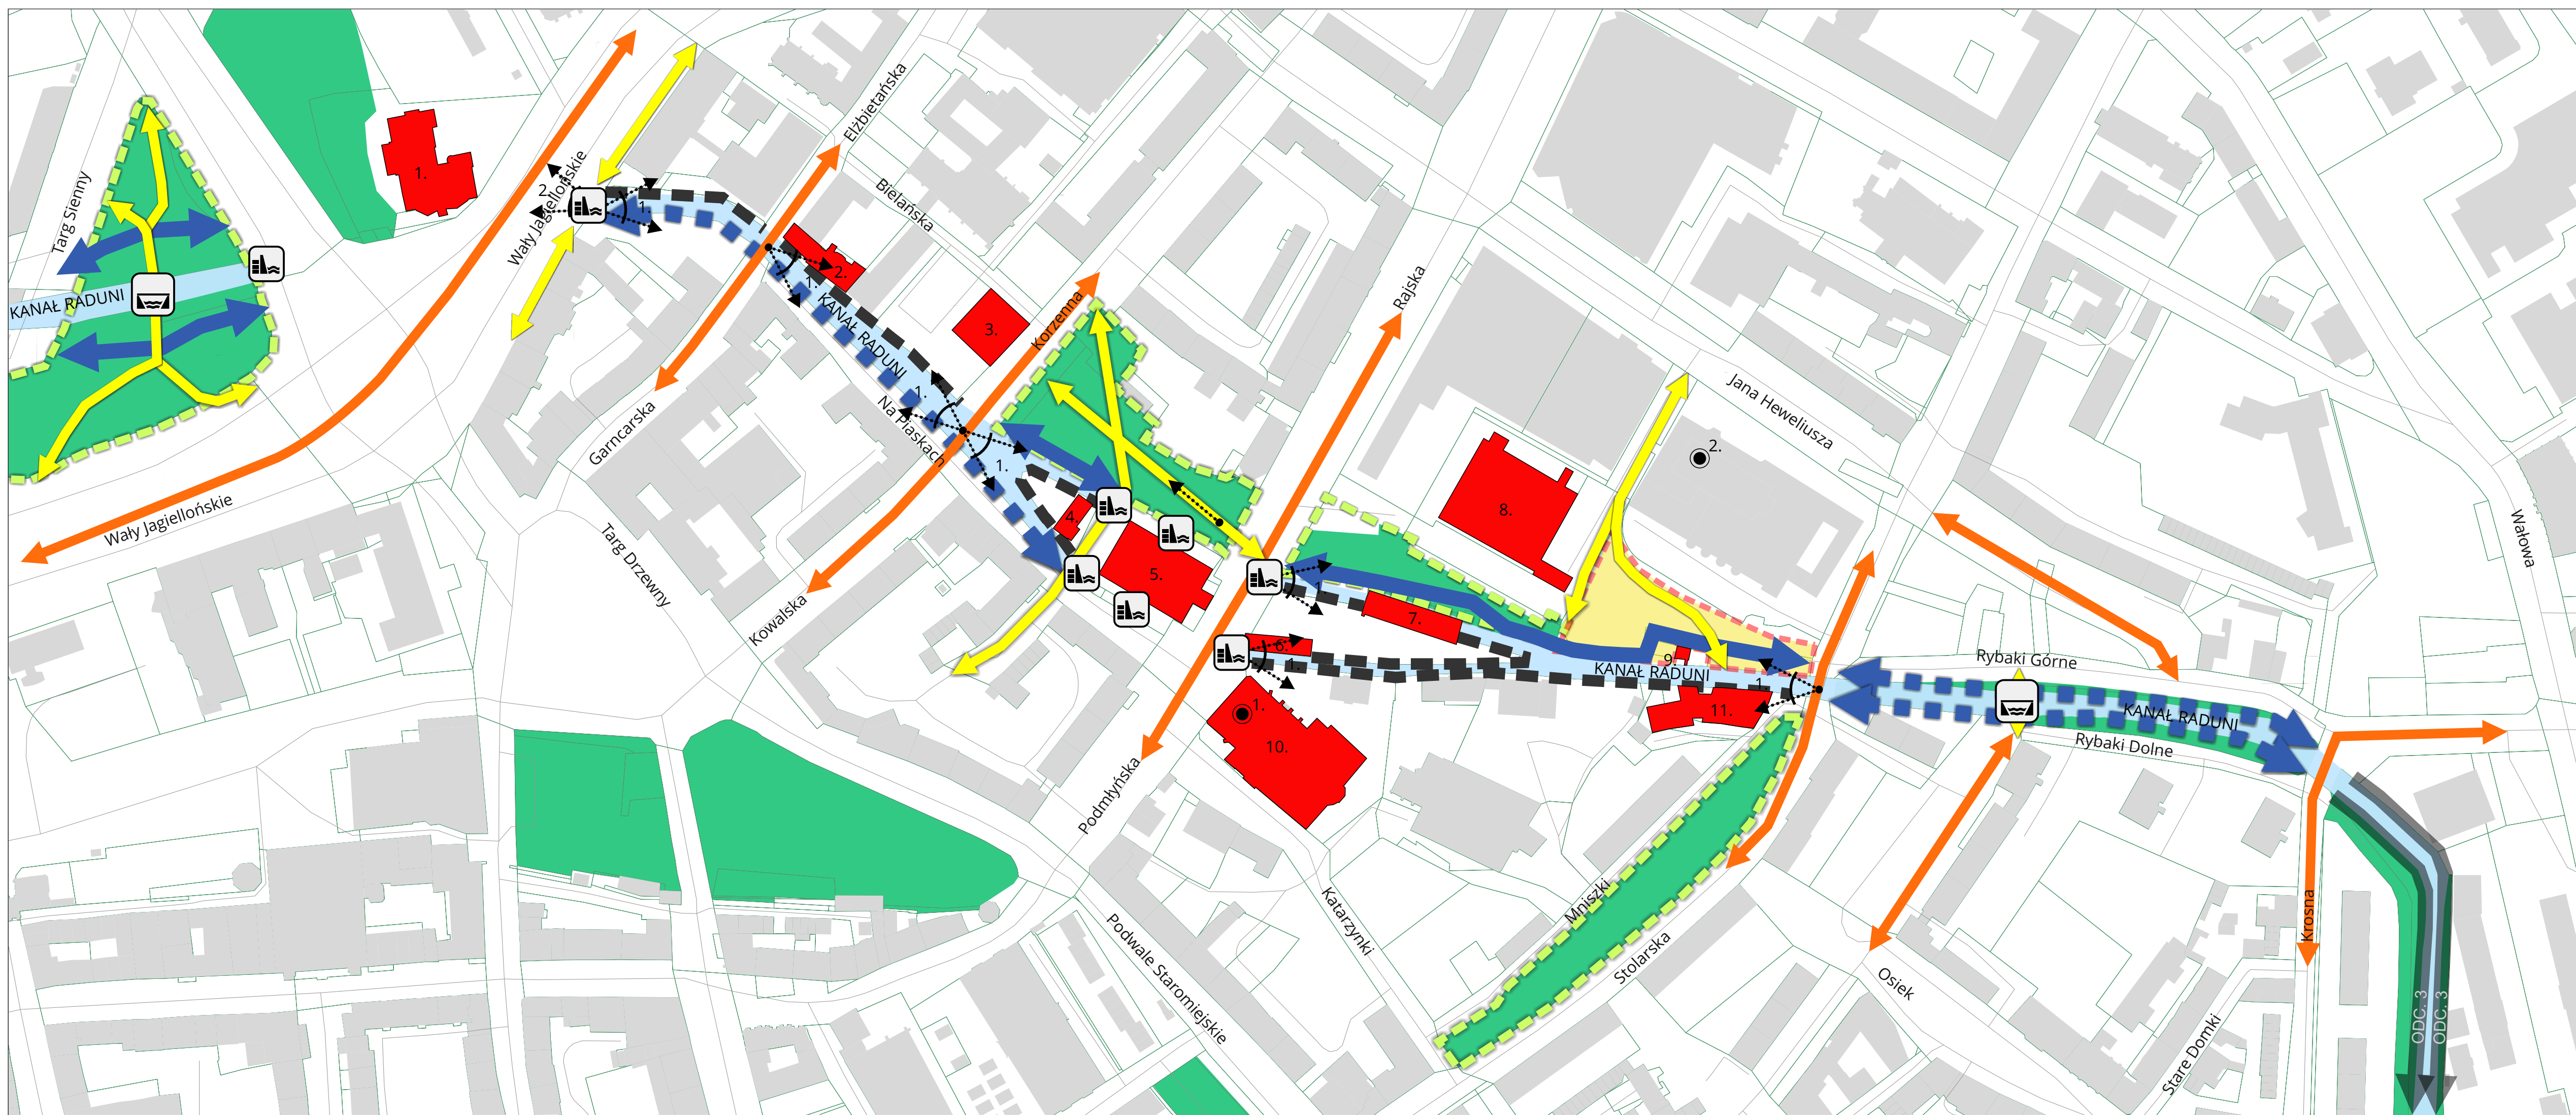 Targ Sienny
KANAŁ RADUNI
1.
Wały Jagiellońskie
Wały Jagiellońskie
2.
1.
Elżbietańska
Bielańska
2.
1.
KANAŁ RADUNI
3.
Korzenna
1.
Na Piaskach
1.
Garncarska
Targ Drzewny
Kowalska
4.
5.
Rajska
1.
6.
1.
7.
8.
2.
Jana Heweliusza
9.
KANAŁ RADUNI
1.
11.
1.
10.
Podmłyńska
Podwale Staromiejskie
Katarzynki
Mniszki
Stolarska
Rybaki Górne
KANAŁ RADUNI
Rybaki Dolne
Wałowa
Osiek
Krosna
Stare Domki
ODC. 3
ODC. 3